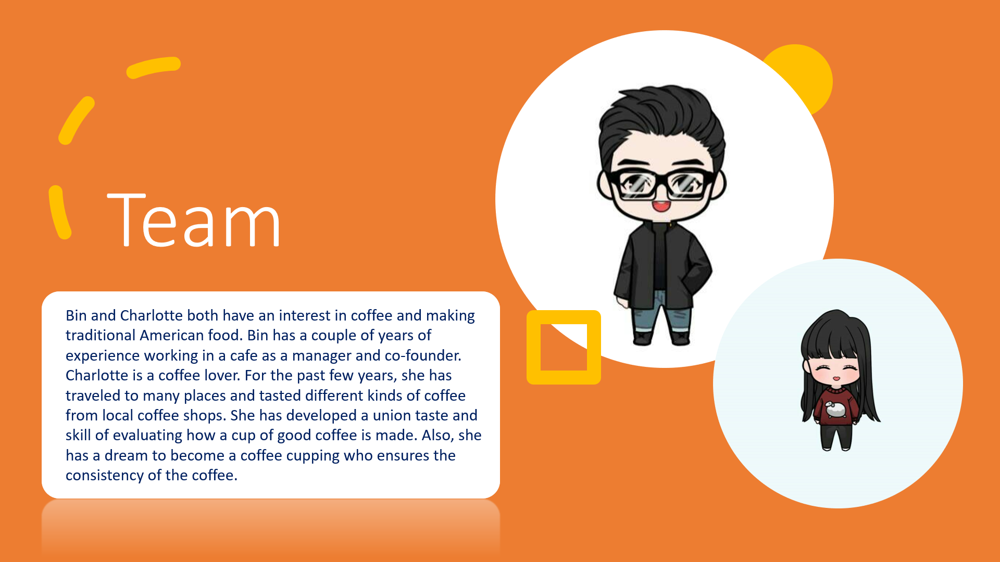 Team
Bin and Charlotte both have an interest in coffee and making
traditional American food. Bin has a couple of years of
experience working in a cafe as a manager and co-founder.
Charlotte is a coffee lover. For the past few years, she has
traveled to many places and tasted different kinds of coffee
from local coffee shops. She has developed a union taste and
skill of evaluating how a cup of good coffee is made. Also, she
has a dream to become a coffee cupping who ensures the
consistency of the coffee.